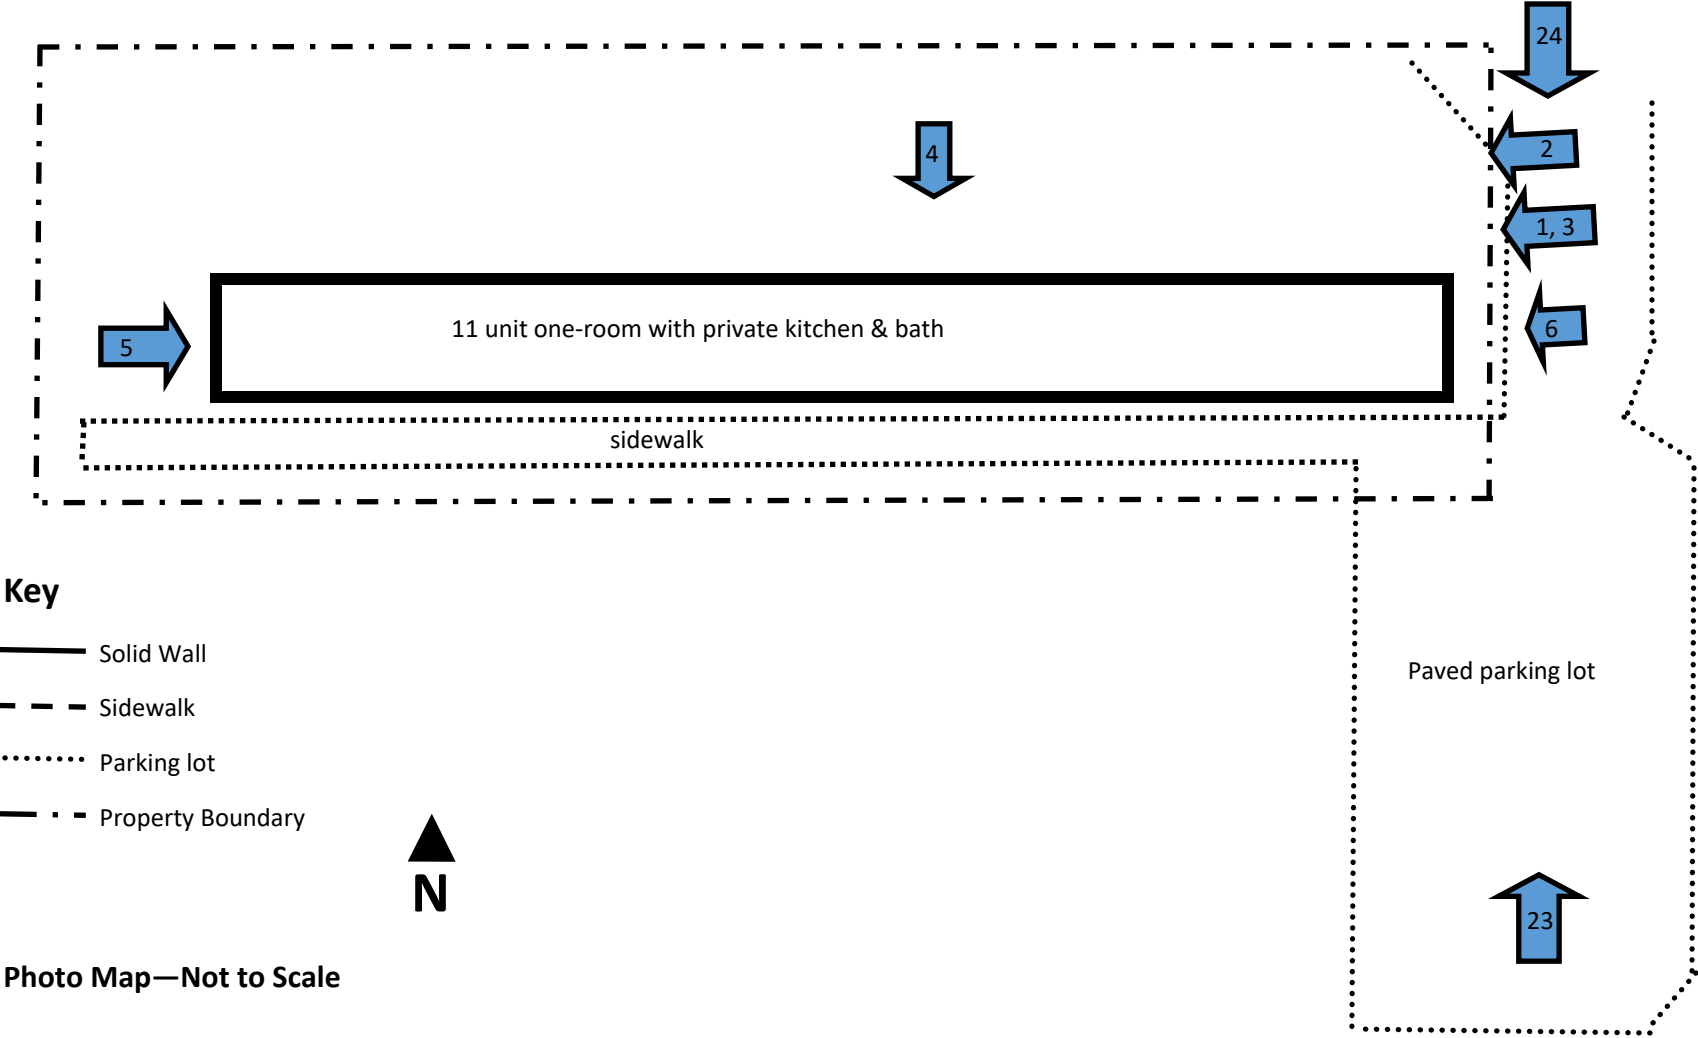 24
2
4
1, 3
11 unit one-room with private kitchen & bath
5
6
sidewalk
Key
Solid Wall
Sidewalk
Parking lot
Property Boundary
Paved parking lot
N
23
Photo Map—Not to Scale